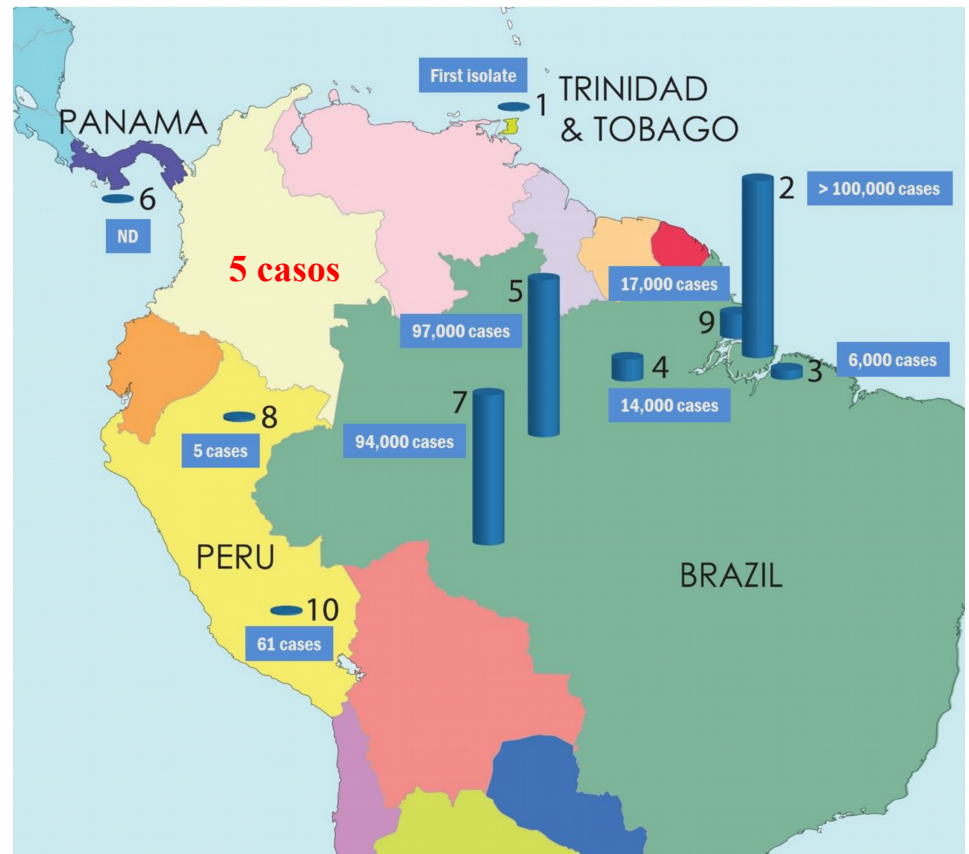 First isolate
1
TRINIDAD
& TOBAGO
PANAMA
6
ND
2
> 100,000 cases
5 casos
5
17,000 cases
97,000 cases
9
6,000 cases
4
3
7
14,000 cases
8
94,000 cases
5 cases
PERU
BRAZIL
10
61 cases